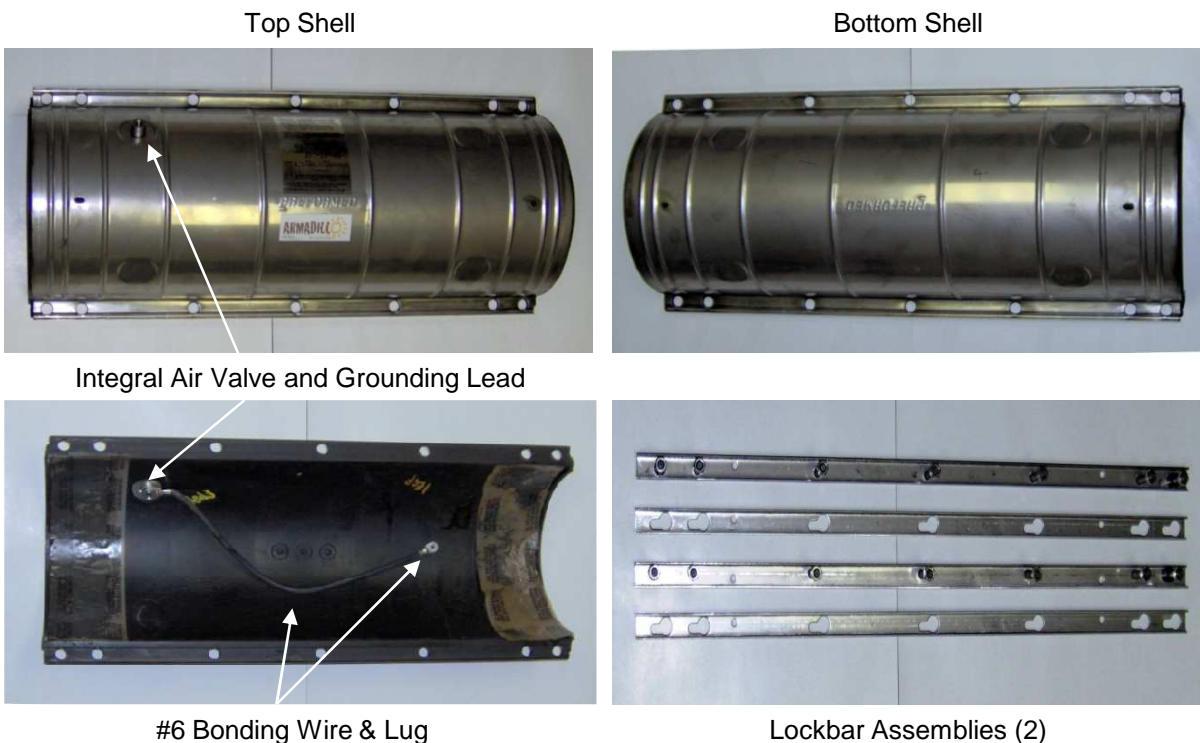 Top Shell
Bottom Shell
PREFORMED
ARMADILLO
PREFORMED
Integral Air Valve and Grounding Lead
#6 Bonding Wire & Lug
Lockbar Assemblies (2)